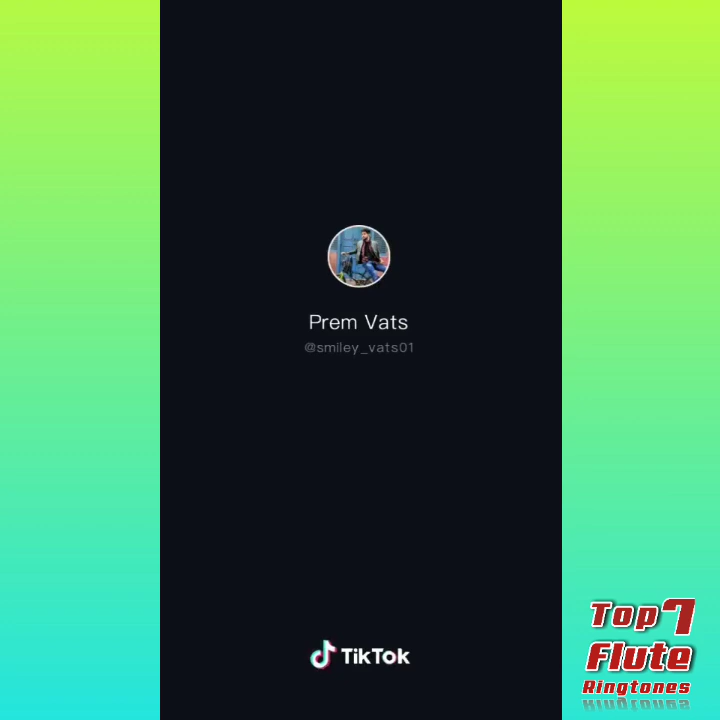 Prem Vats
@smiley_vats01
TikTok
Top 7
Flute
Ringtones